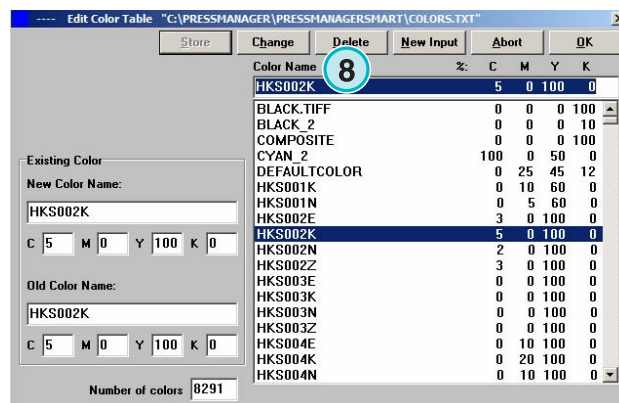 ---- Edit Color Table "C:\PRESSMANAGER\PRESSMANAGERSMART\COLORS.TXT"
Store Change Delete New Input Abort OK
Color Name %: C M Y K
8
HKS002K 5 0 100 0
BLACK.TIFF 0 0 0 100
BLACK_2 0 0 0 10
COMPOSITE 0 0 0 100
CYAN_2 100 0 50 0
DEFAULTCOLOR 0 25 45 12
HKS001K 0 10 60 0
HKS001N 0 5 60 0
HKS002E 3 0 100 0
HKS002K 5 0 100 0
HKS002N 2 0 100 0
HKS002Z 3 0 100 0
HKS003E 0 0 100 0
HKS003K 0 0 100 0
HKS003N 0 0 100 0
HKS003Z 0 0 100 0
HKS004E 0 10 100 0
HKS004K 0 20 100 0
HKS004N 0 10 100 0
Existing Color
New Color Name:
HKS002K
C 5 M 0 Y 100 K 0
Old Color Name:
HKS002K
C 5 M 0 Y 100 K 0
Number of colors 8291